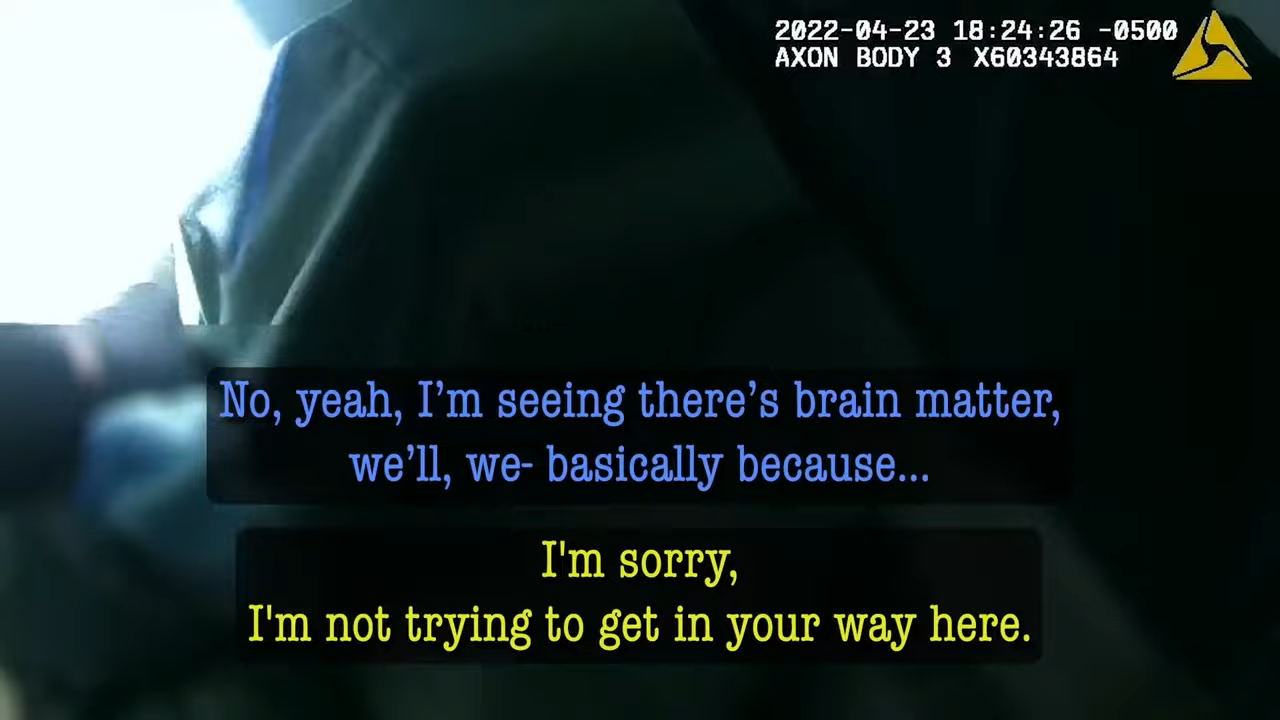 2022-04-23 18:24:26 -0500
AXON BODY 3 X60343864
No, yeah, I’m seeing there’s brain matter,
we’ll, we- basically because...
I'm sorry,
I'm not trying to get in your way here.